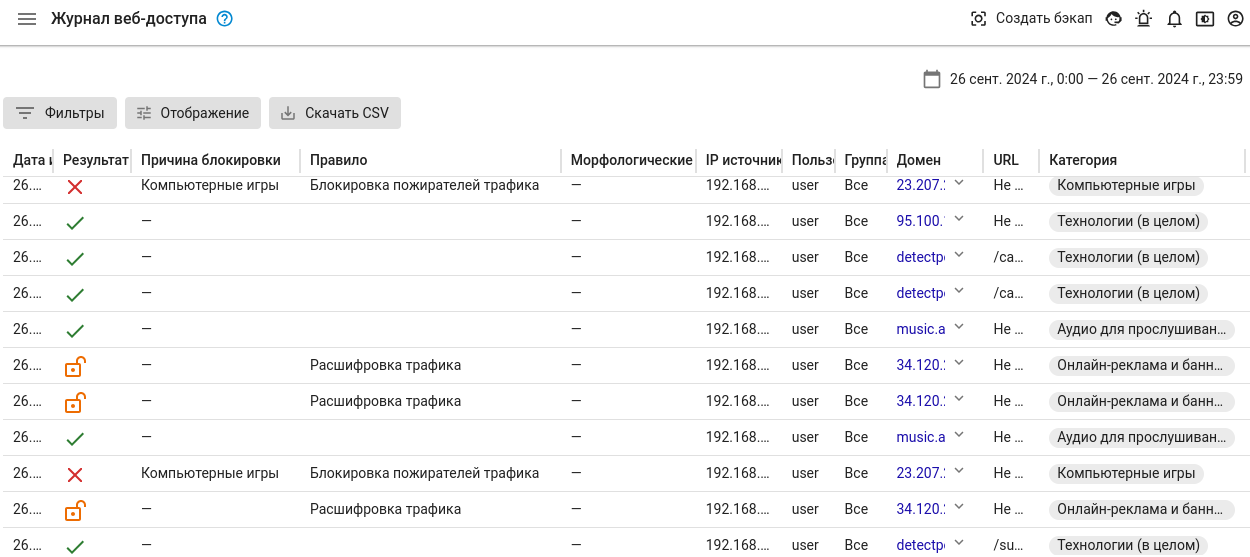 Журнал веб-доступа ? Создать бэкап
26 сент. 2024 г., 0:00 — 26 сент. 2024 г., 23:59
Фильтры Отображение Скачать CSV
Дата и Результат Причина блокировки Правило Морфологические IP источник Польз Группа Домен URL Категория
26.… Компьютерные игры Блокировка пожирателей трафика — 192.168.… user Все 23.207. Не … Компьютерные игры
26.… — — 192.168.… user Все 95.100. Не … Технологии (в целом)
26.… — — 192.168.… user Все detectp /ca… Технологии (в целом)
26.… — — 192.168.… user Все detectp /ca… Технологии (в целом)
26.… — — 192.168.… user Все music.a Не … Аудио для прослушиван…
26.… — Расшифровка трафика — 192.168.… user Все 34.120. Не … Онлайн-реклама и банн…
26.… — Расшифровка трафика — 192.168.… user Все 34.120. Не … Онлайн-реклама и банн…
26.… — — 192.168.… user Все music.a Не … Аудио для прослушиван…
26.… Компьютерные игры Блокировка пожирателей трафика — 192.168.… user Все 23.207. Не … Компьютерные игры
26.… — Расшифровка трафика — 192.168.… user Все 34.120. Не … Онлайн-реклама и банн…
26.… — — 192.168.… user Все detectp /su… Технологии (в целом)